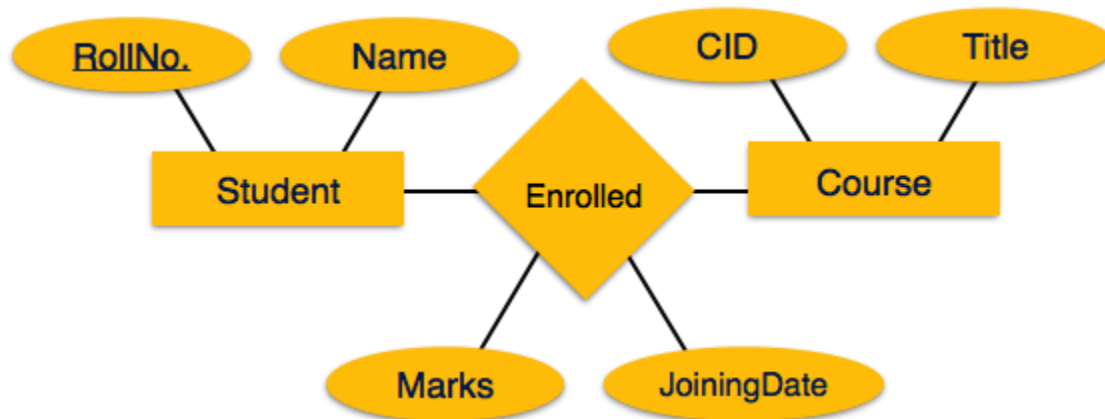 RollNo.
Name
CID
Title
Student
Enrolled
Course
Marks
JoiningDate